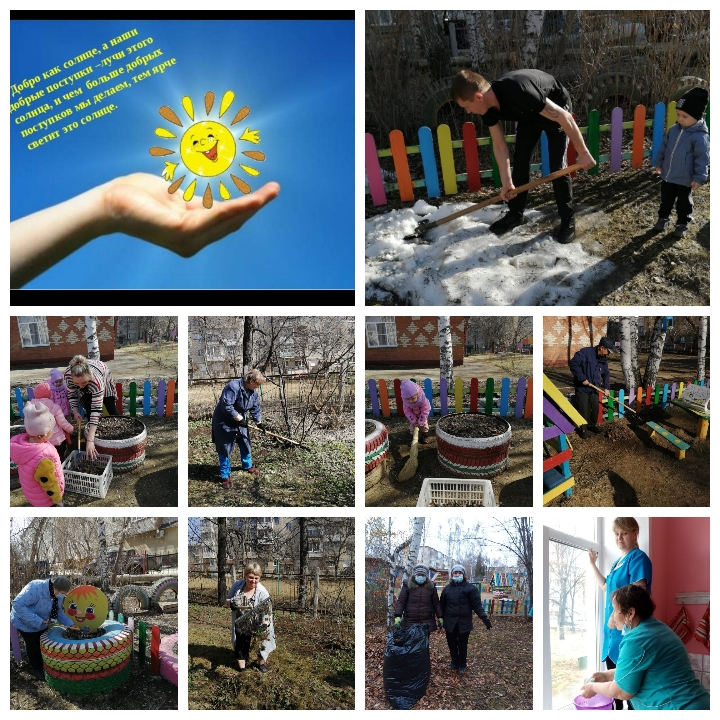 Добро как солнце, а наши
добрые поступки –лучи этого
солнца, и чем  больше добрых
поступков мы делаем, тем ярче
светит это солнце.